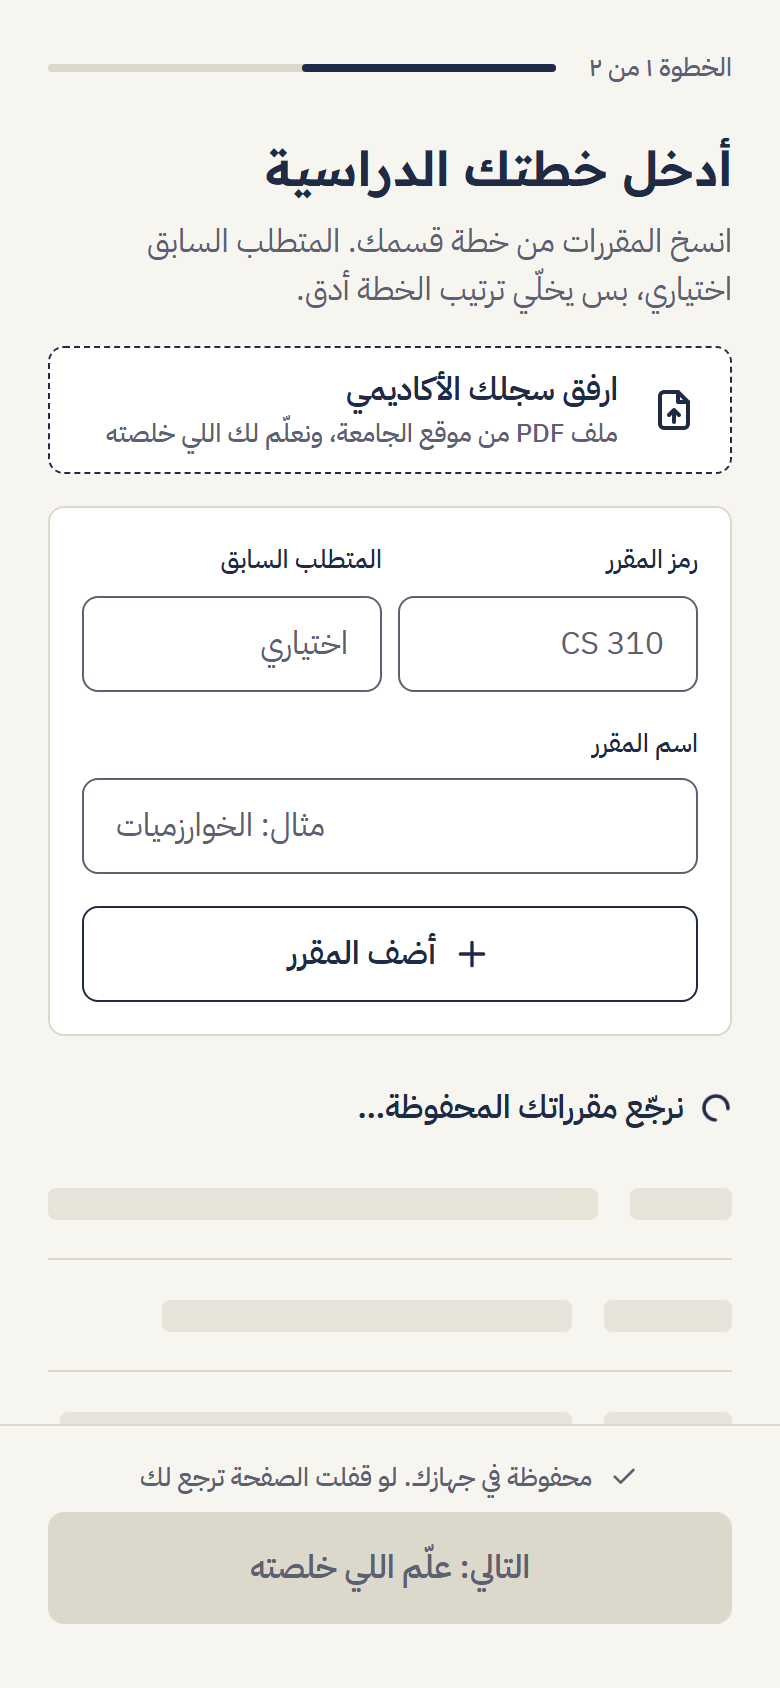 الخطوة ١ من ٢
أدخل خطتك الدراسية
انسخ المقررات من خطة قسمك. المتطلب السابق
اختياري، بس يخلّي ترتيب الخطة أدق.
ارفق سجلك الأكاديمي
ملف PDF من موقع الجامعة، ونعلّم لك اللي خلصته
رمز المقرر
المتطلب السابق
CS 310
اختياري
اسم المقرر
مثال: الخوارزميات
أضف المقرر
نرجّع مقرراتك المحفوظة...
محفوظة في جهازك. لو قفلت الصفحة ترجع لك
التالي: علّم اللي خلصته